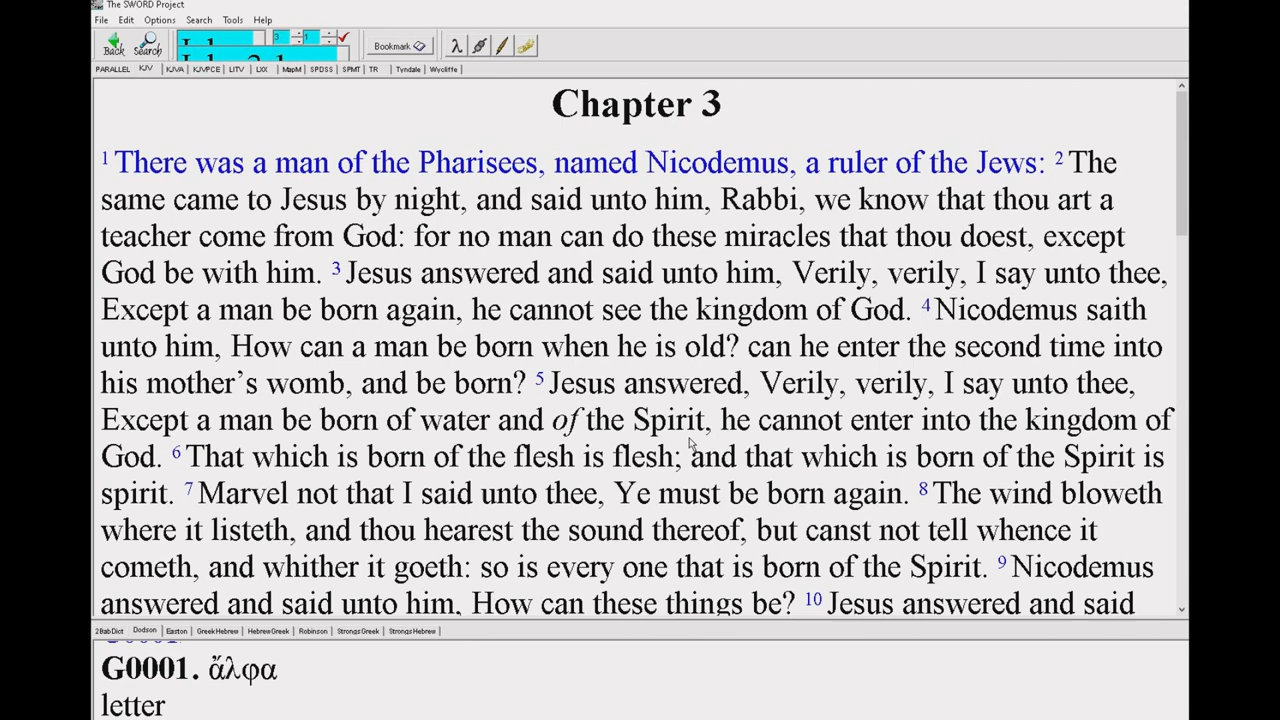 The SWORD Project
File Edit Options Search Tools Help
Back Search 3 1 Bookmark λ
PARALLEL KJV KJVA KJVPCE LITV LXX MapM SPDSS SPMT TR Tyndale Wycliffe
Chapter 3
1 There was a man of the Pharisees, named Nicodemus, a ruler of the Jews: 2 The
same came to Jesus by night, and said unto him, Rabbi, we know that thou art a
teacher come from God: for no man can do these miracles that thou doest, except
God be with him. 3 Jesus answered and said unto him, Verily, verily, I say unto thee,
Except a man be born again, he cannot see the kingdom of God. 4 Nicodemus saith
unto him, How can a man be born when he is old? can he enter the second time into
his mother’s womb, and be born? 5 Jesus answered, Verily, verily, I say unto thee,
Except a man be born of water and of the Spirit, he cannot enter into the kingdom of
God. 6 That which is born of the flesh is flesh; and that which is born of the Spirit is
spirit. 7 Marvel not that I said unto thee, Ye must be born again. 8 The wind bloweth
where it listeth, and thou hearest the sound thereof, but canst not tell whence it
cometh, and whither it goeth: so is every one that is born of the Spirit. 9 Nicodemus
answered and said unto him, How can these things be? 10 Jesus answered and said
2BabDict Dodson Easton GreekHebrew HebrewGreek Robinson StrongsGreek StrongsHebrew
G0001. ἄλφα
letter